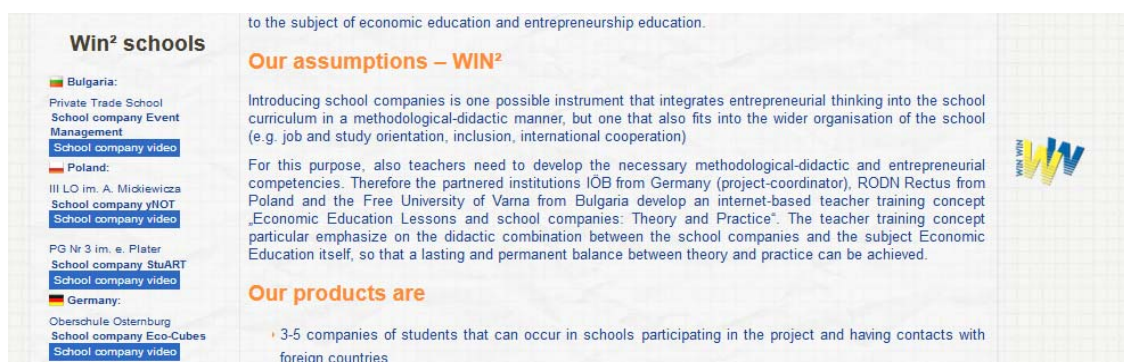 Win² schools
Bulgaria:
Private Trade School
School company Event
Management
School company video
Poland:
III LO im. A. Mickiewicza
School company yNOT
School company video
PG Nr 3 im. e. Plater
School company StuART
School company video
Germany:
Oberschule Osternburg
School company Eco-Cubes
School company video
to the subject of economic education and entrepreneurship education.
Our assumptions – WIN²
Introducing school companies is one possible instrument that integrates entrepreneurial thinking into the school
curriculum in a methodological-didactic manner, but one that also fits into the wider organisation of the school
(e.g. job and study orientation, inclusion, international cooperation)
For this purpose, also teachers need to develop the necessary methodological-didactic and entrepreneurial
competencies. Therefore the partnered institutions IÖB from Germany (project-coordinator), RODN Rectus from
Poland and the Free University of Varna from Bulgaria develop an internet-based teacher training concept
„Economic Education Lessons and school companies: Theory and Practice“. The teacher training concept
particular emphasize on the didactic combination between the school companies and the subject Economic
Education itself, so that a lasting and permanent balance between theory and practice can be achieved.
Our products are
3-5 companies of students that can occur in schools participating in the project and having contacts with
foreign countries
WIN WIN